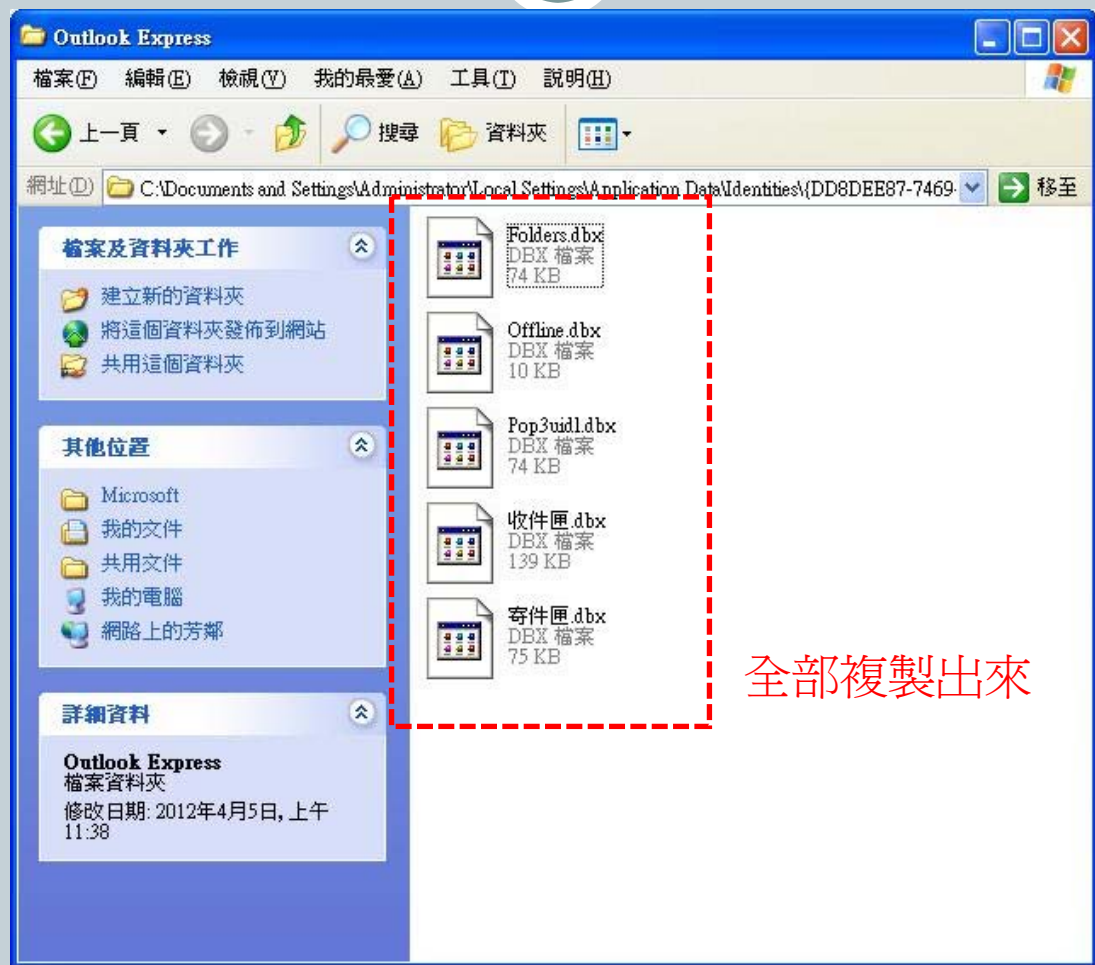 Outlook Express
檔案(F) 編輯(E) 檢視(V) 我的最愛(A) 工具(T) 說明(H)
上一頁 搜尋 資料夾
網址(D) C:\Documents and Settings\Administrator\Local Settings\Application Data\Identities\{DD8DEE87-7469- 移至
檔案及資料夾工作
建立新的資料夾
將這個資料夾發佈到網站
共用這個資料夾
其他位置
Microsoft
我的文件
共用文件
我的電腦
網路上的芳鄰
詳細資料
Outlook Express
檔案資料夾
修改日期: 2012年4月5日, 上午
11:38
Folders.dbx
DBX 檔案
74 KB
Offline.dbx
DBX 檔案
10 KB
Pop3uidl.dbx
DBX 檔案
74 KB
收件匣.dbx
DBX 檔案
139 KB
寄件匣.dbx
DBX 檔案
75 KB
全部複製出來